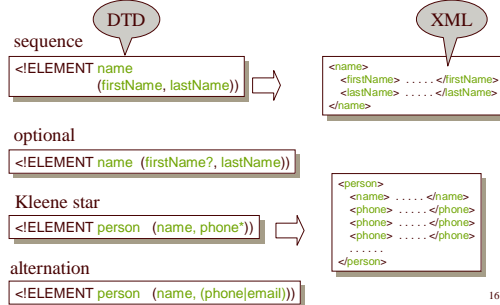 DTD
XML
sequence
<!ELEMENT name
(firstName, lastName))
<name>
<firstName> . . . . . </firstName>
<lastName> . . . . . </lastName>
</name>
optional
<!ELEMENT name (firstName?, lastName))
Kleene star
<!ELEMENT person (name, phone*))
<person>
<name> . . . . . </name>
<phone> . . . . . </phone>
<phone> . . . . . </phone>
<phone> . . . . . </phone>
. . . . . .
</person>
alternation
<!ELEMENT person (name, (phone|email)))
16